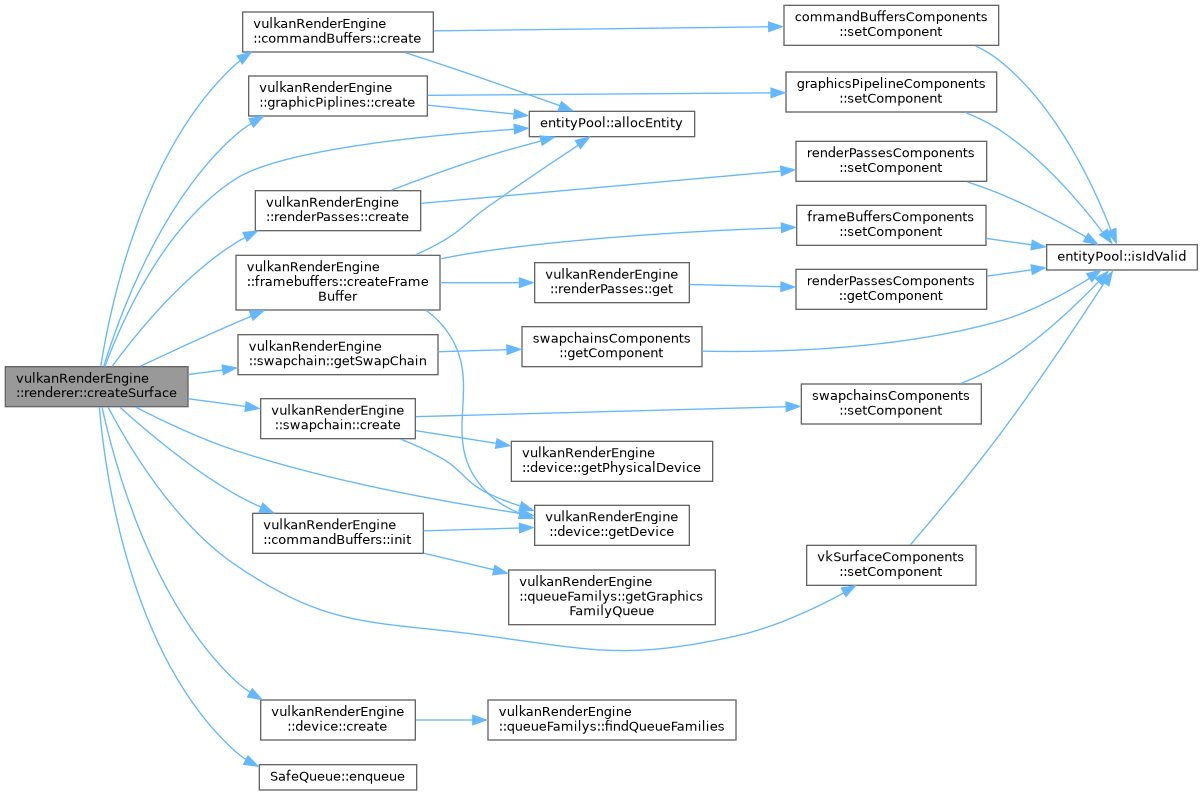 vulkanRenderEngine
::commandBuffers::create
commandBuffersComponents
::setComponent
vulkanRenderEngine
::graphicPiplines::create
graphicsPipelineComponents
::setComponent
entityPool::allocEntity
renderPassesComponents
::setComponent
vulkanRenderEngine
::renderPasses::create
frameBuffersComponents
::setComponent
entityPool::isIdValid
vulkanRenderEngine
::framebuffers::createFrame
Buffer
vulkanRenderEngine
::renderPasses::get
renderPassesComponents
::getComponent
vulkanRenderEngine
::swapchain::getSwapChain
swapchainsComponents
::getComponent
vulkanRenderEngine
::renderer::createSurface
vulkanRenderEngine
::swapchain::create
swapchainsComponents
::setComponent
vulkanRenderEngine
::device::getPhysicalDevice
vulkanRenderEngine
::commandBuffers::init
vulkanRenderEngine
::device::getDevice
vkSurfaceComponents
::setComponent
vulkanRenderEngine
::queueFamilys::getGraphics
FamilyQueue
vulkanRenderEngine
::device::create
vulkanRenderEngine
::queueFamilys::findQueueFamilies
SafeQueue::enqueue